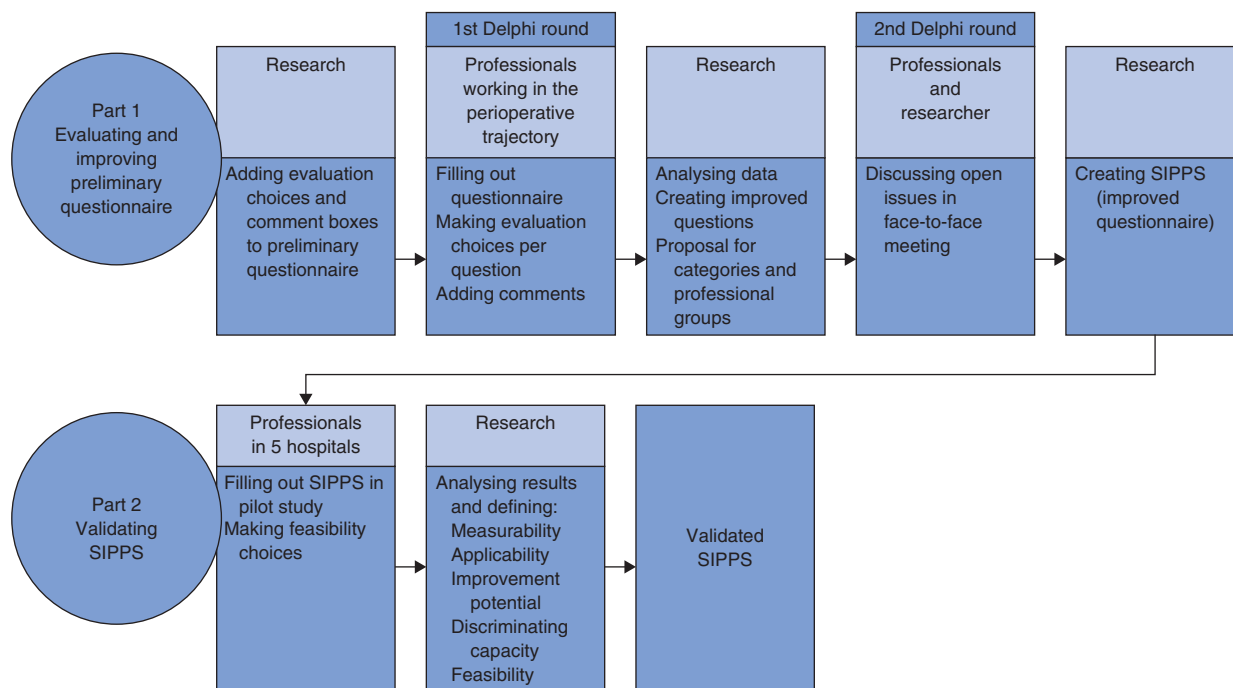 Part 1
Evaluating and
improving
preliminary
questionnaire
Research
Adding evaluation
choices and
comment boxes
to preliminary
questionnaire
1st Delphi round
Professionals
working in the
perioperative
trajectory
Filling out
questionnaire
Making evaluation
choices per
question
Adding comments
Research
Analysing data
Creating improved
questions
Proposal for
categories and
professional
groups
2nd Delphi round
Professionals
and
researcher
Discussing open
issues in
face-to-face
meeting
Research
Creating SIPPS
(improved
questionnaire)
Part 2
Validating
SIPPS
Professionals
in 5 hospitals
Filling out SIPPS in
pilot study
Making feasibility
choices
Research
Analysing results
and defining:
Measurability
Applicability
Improvement
potential
Discriminating
capacity
Feasibility
Validated
SIPPS